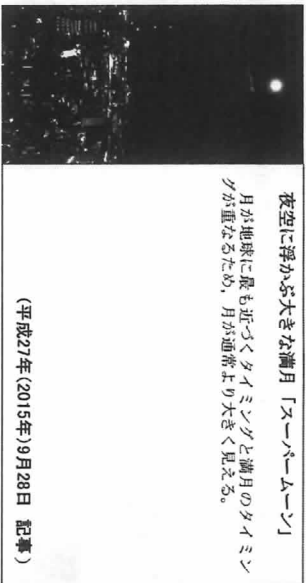 夜空に浮かぶ大きな満月「スーパームーン」
月が地球に最も近づくタイミングと満月のタイミン
グが重なるため，月が通常より大きく見える。
(平成27年(2015年)9月28日　記事)